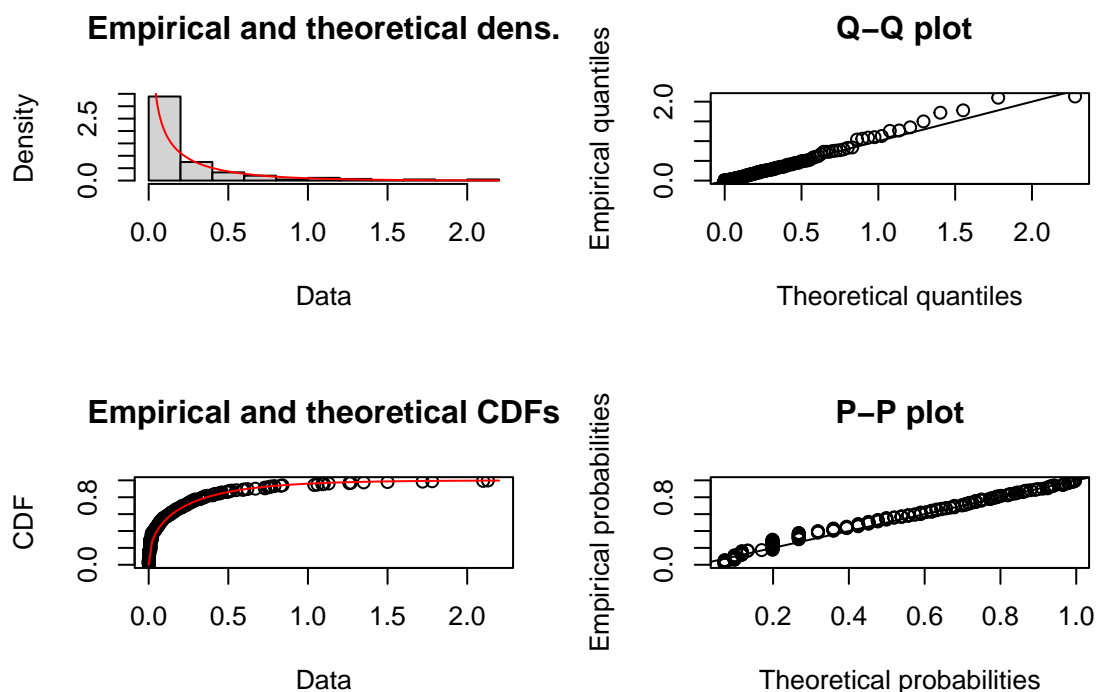 Empirical and theoretical dens.
Density
0.0 2.5
0.0 0.5 1.0 1.5 2.0
Data
Q−Q plot
Empirical quantiles
0.0 2.0
0.0 0.5 1.0 1.5 2.0
Theoretical quantiles
Empirical and theoretical CDFs
CDF
0.0 0.8
0.0 0.5 1.0 1.5 2.0
Data
P−P plot
Empirical probabilities
0.0 0.8
0.2 0.4 0.6 0.8 1.0
Theoretical probabilities